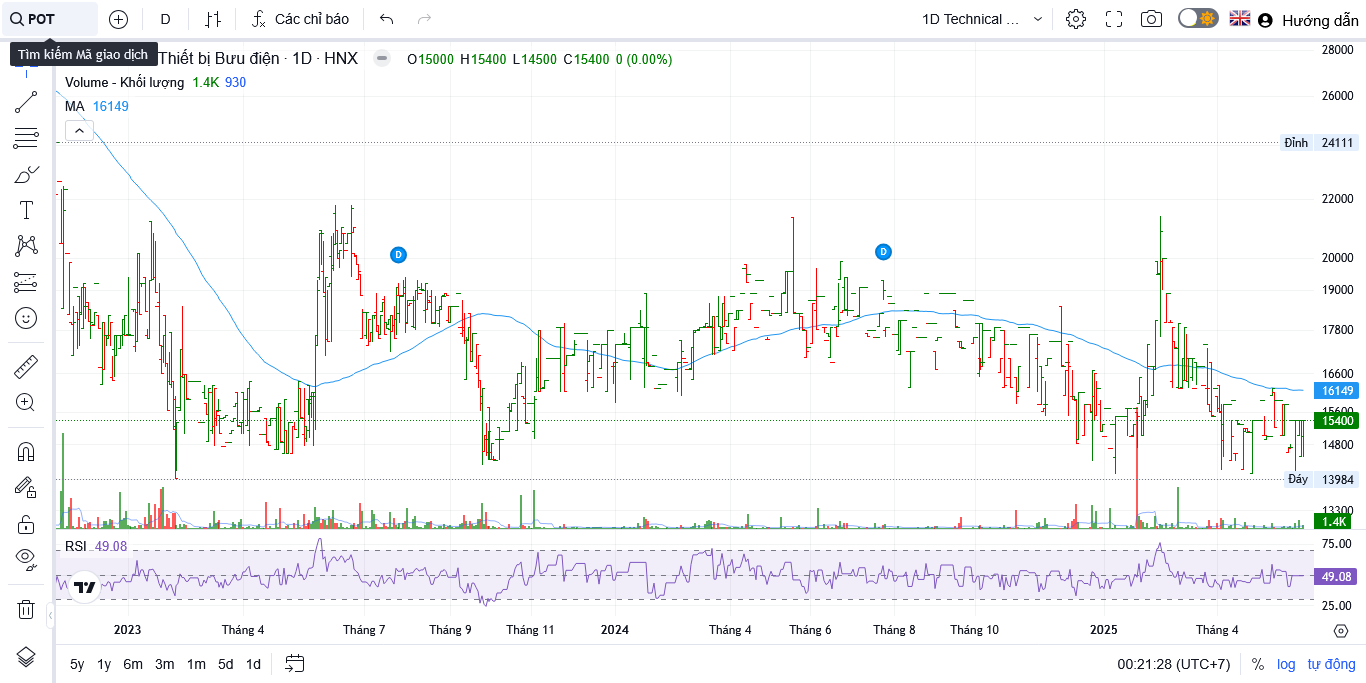 POT
D
Các chỉ báo
1D Technical ...
Hướng dẫn
Tìm kiếm Mã giao dịch
Thiết bị Bưu điện · 1D · HNX
O15000 H15400 L14500 C15400 0 (0.00%)
Volume - Khối lượng 1.4K 930
MA 16149
28000
26000
Đỉnh 24111
22000
D
D
20000
19000
17800
16600
16149
15600
15400
14800
Đáy 13984
13300
1.4K
RSI 49.08
75.00
49.08
25.00
2023 Tháng 4 Tháng 7 Tháng 9 Tháng 11 2024 Tháng 4 Tháng 6 Tháng 8 Tháng 10 2025 Tháng 4
5y 1y 6m 3m 1m 5d 1d
00:21:28 (UTC+7) % log tự động